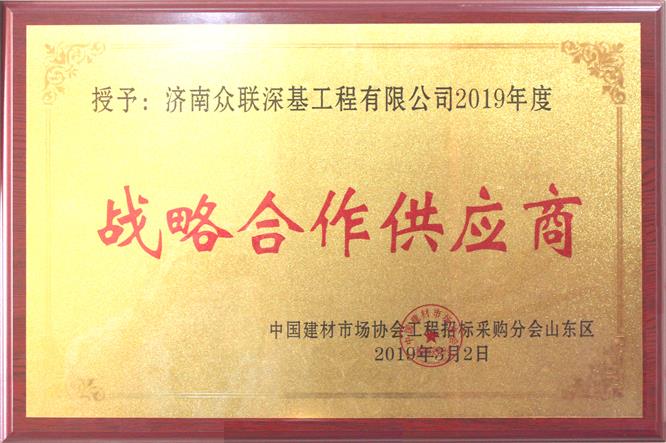 授予：济南众联深基工程有限公司2019年度
战略合作供应商
中国建材市场协会工程招标采购分会山东区
2019年3月2日